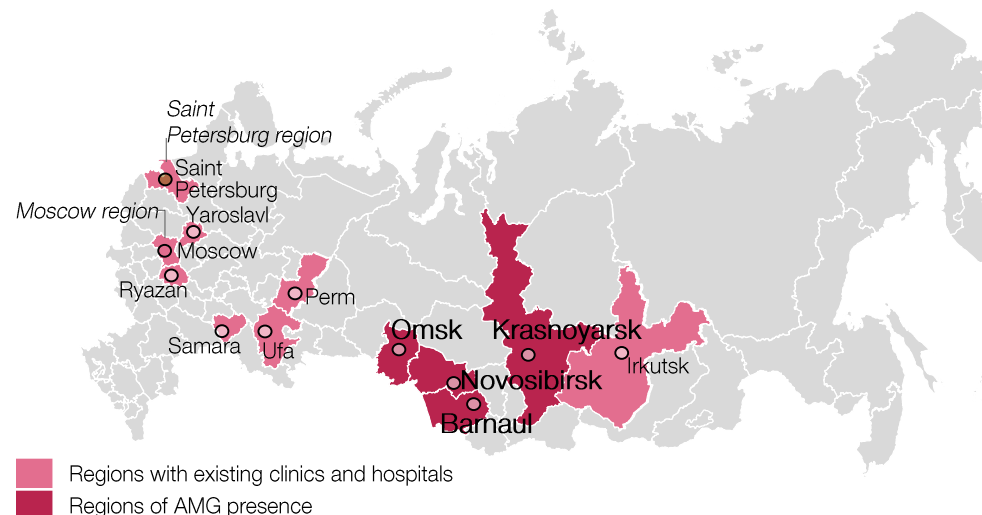 Saint
Petersburg region
Saint
Petersburg
Moscow region
Yaroslavl
Moscow
Ryazan
Perm
Samara
Ufa
Omsk
Krasnoyarsk
Irkutsk
Novosibirsk
Barnaul
Regions with existing clinics and hospitals
Regions of AMG presence